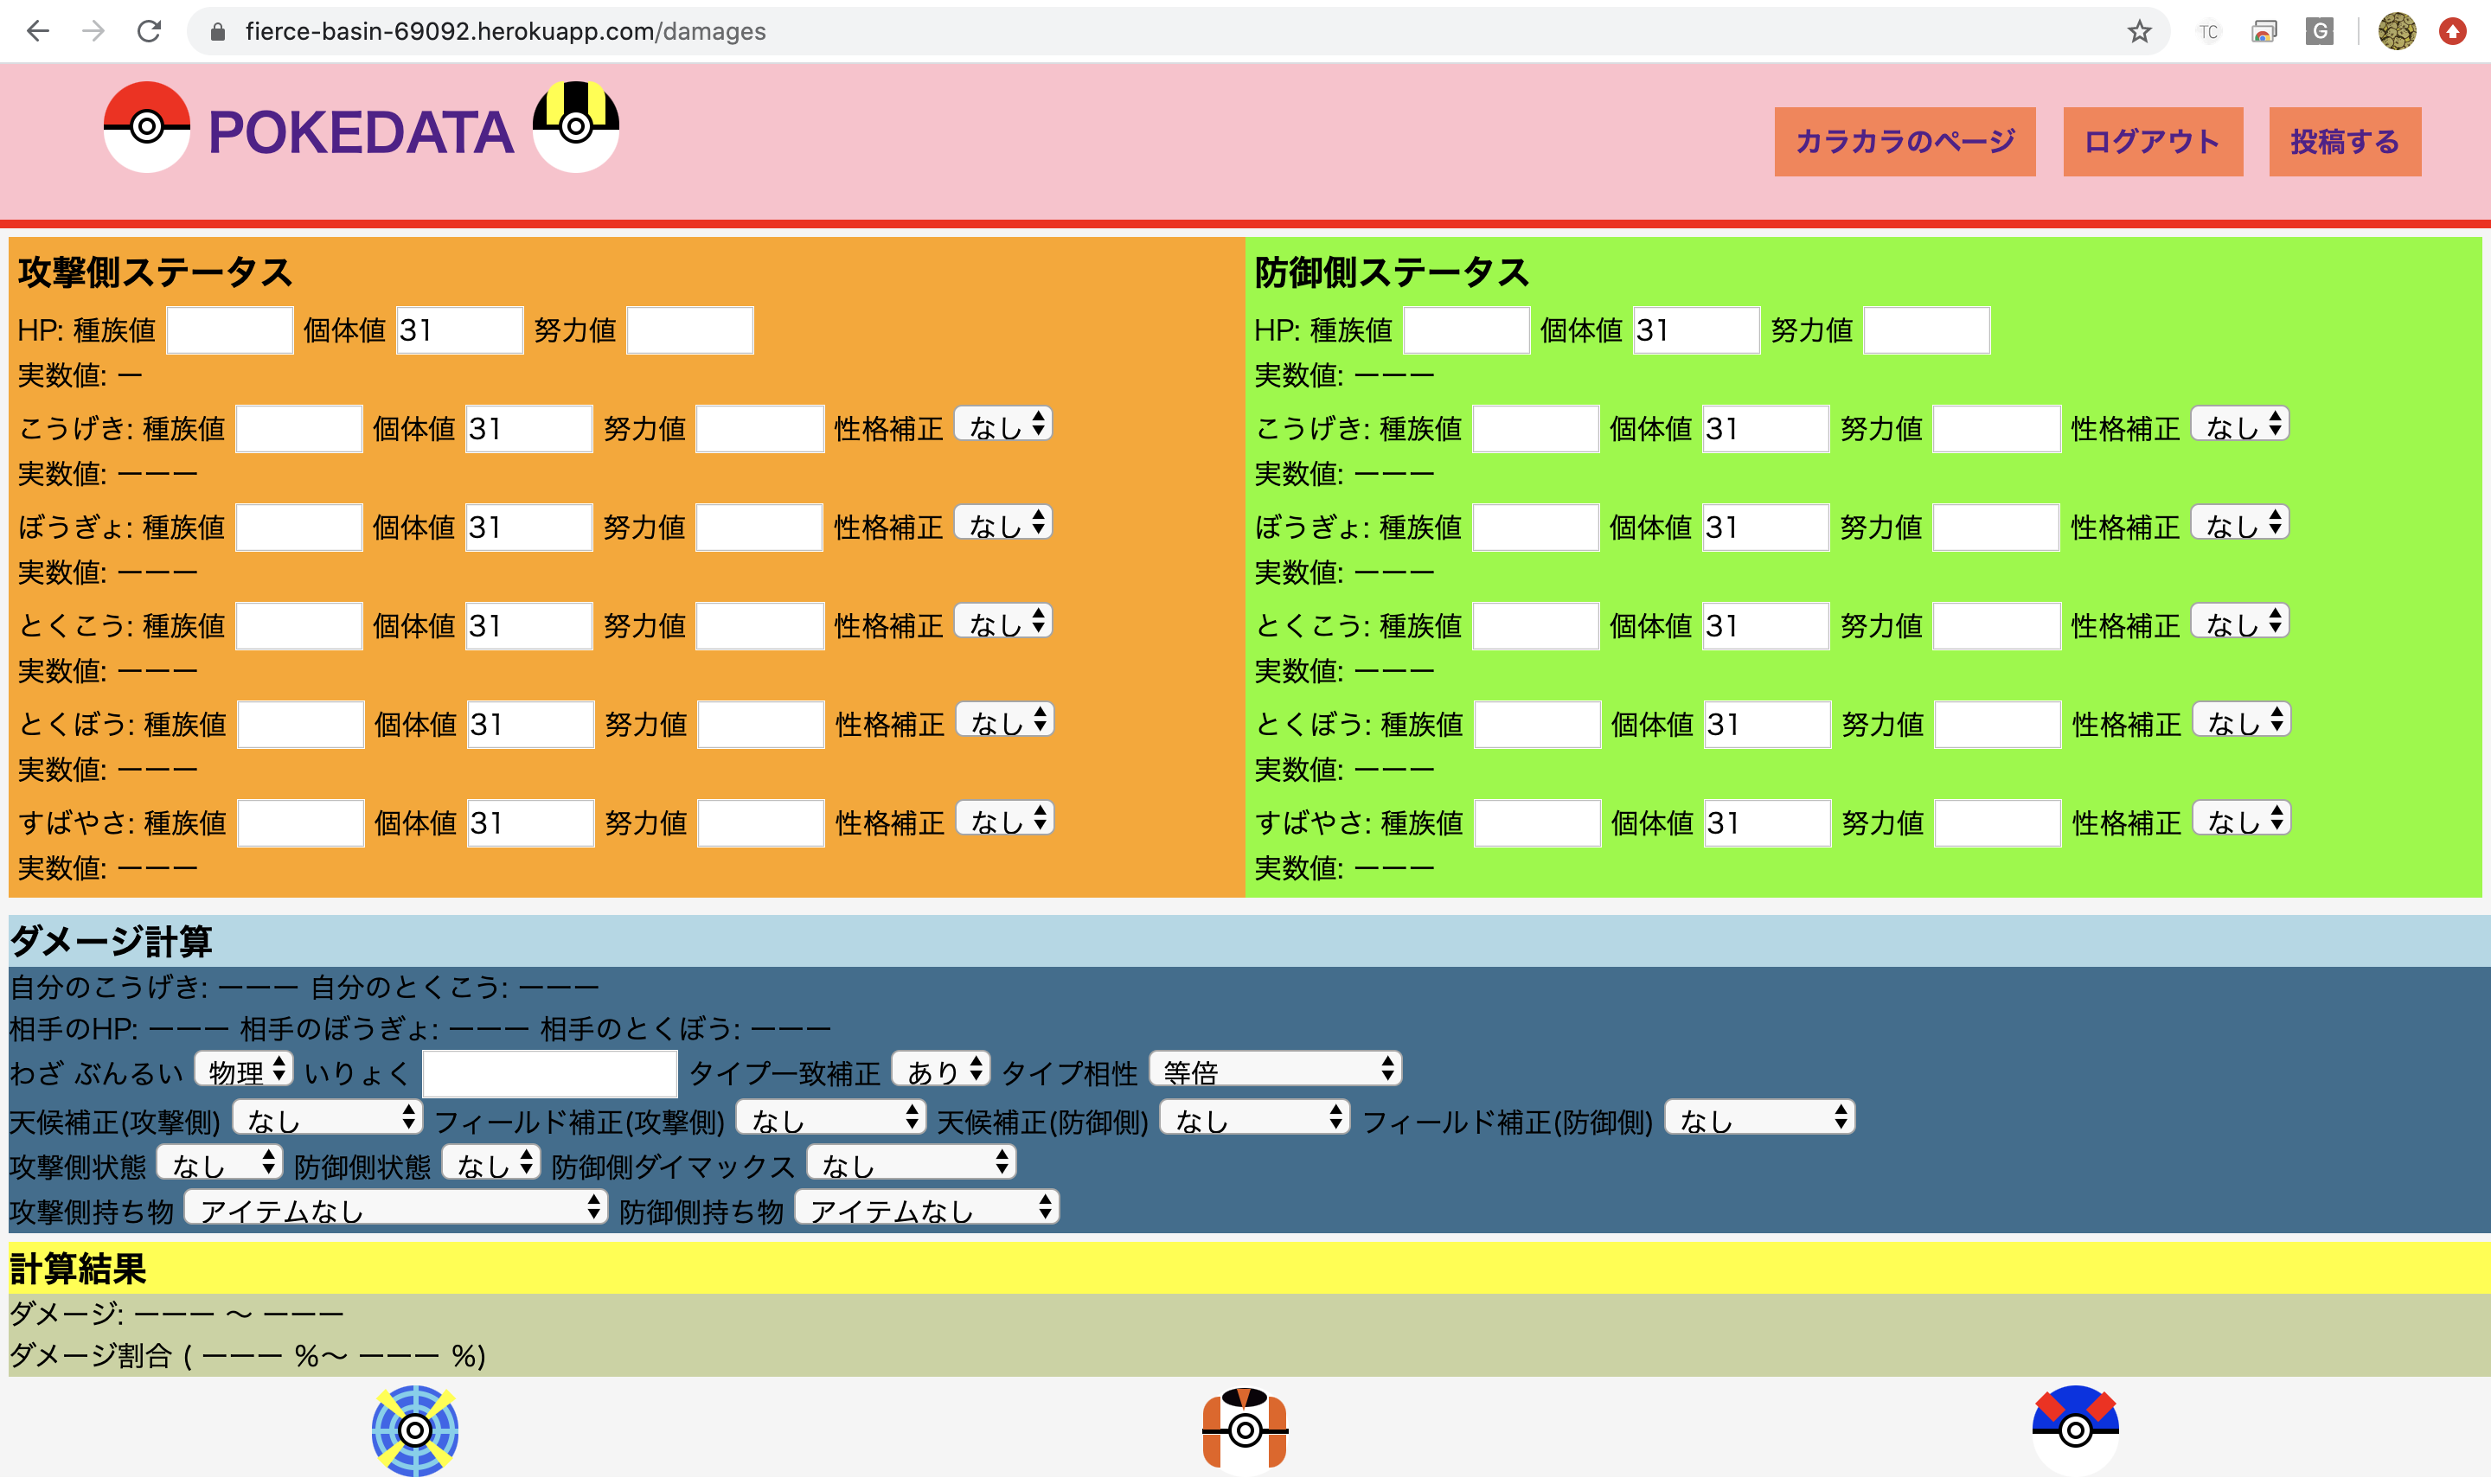 fierce-basin-69092.herokuapp.com/damages
TC
G
POKEDATA
カラカラのページ ログアウト 投稿する
攻撃側ステータス
HP: 種族値 個体値 31 努力値
実数値: ー
こうげき: 種族値 個体値 31 努力値 性格補正 なし
実数値: ーーー
ぼうぎょ: 種族値 個体値 31 努力値 性格補正 なし
実数値: ーーー
とくこう: 種族値 個体値 31 努力値 性格補正 なし
実数値: ーーー
とくぼう: 種族値 個体値 31 努力値 性格補正 なし
実数値: ーーー
すばやさ: 種族値 個体値 31 努力値 性格補正 なし
実数値: ーーー
防御側ステータス
HP: 種族値 個体値 31 努力値
実数値: ーーー
こうげき: 種族値 個体値 31 努力値 性格補正 なし
実数値: ーーー
ぼうぎょ: 種族値 個体値 31 努力値 性格補正 なし
実数値: ーーー
とくこう: 種族値 個体値 31 努力値 性格補正 なし
実数値: ーーー
とくぼう: 種族値 個体値 31 努力値 性格補正 なし
実数値: ーーー
すばやさ: 種族値 個体値 31 努力値 性格補正 なし
実数値: ーーー
ダメージ計算
自分のこうげき: ーーー 自分のとくこう: ーーー
相手のHP: ーーー 相手のぼうぎょ: ーーー 相手のとくぼう: ーーー
わざ ぶんるい 物理 いりょく タイプ一致補正 あり タイプ相性 等倍
天候補正(攻撃側) なし フィールド補正(攻撃側) なし 天候補正(防御側) なし フィールド補正(防御側) なし
攻撃側状態 なし 防御側状態 なし 防御側ダイマックス なし
攻撃側持ち物 アイテムなし 防御側持ち物 アイテムなし
計算結果
ダメージ: ーーー 〜 ーーー
ダメージ割合 ( ーーー %〜 ーーー %)